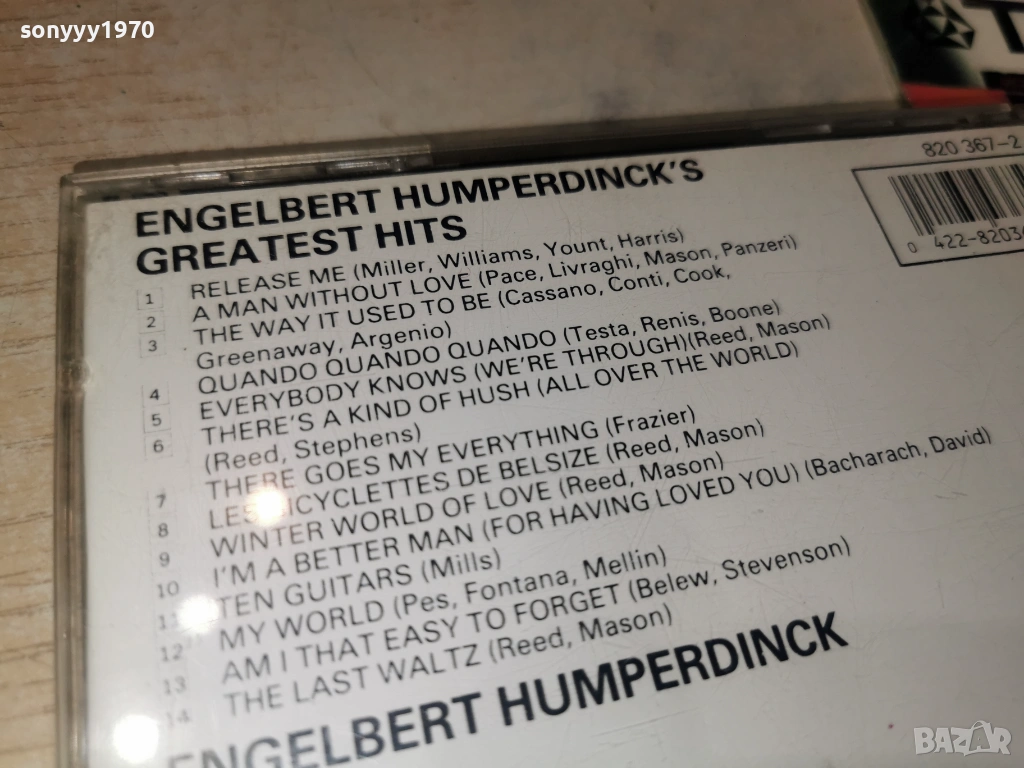 sonyyy1970
820 367-2
ENGELBERT HUMPERDINCK'S
GREATEST HITS
0 422-8203
1 RELEASE ME (Miller, Williams, Yount, Harris)
2 A MAN WITHOUT LOVE (Pace, Livraghi, Mason, Panzeri)
3 THE WAY IT USED TO BE (Cassano, Conti, Cook,
Greenaway, Argenio)
4 QUANDO QUANDO QUANDO (Testa, Renis, Boone)
5 EVERYBODY KNOWS (WE'RE THROUGH)(Reed, Mason)
6 THERE'S A KIND OF HUSH (ALL OVER THE WORLD)
(Reed, Stephens)
7 THERE GOES MY EVERYTHING (Frazier)
8 LES BICYCLETTES DE BELSIZE (Reed, Mason)
9 WINTER WORLD OF LOVE (Reed, Mason)
10 I'M A BETTER MAN (FOR HAVING LOVED YOU) (Bacharach, David)
11 TEN GUITARS (Mills)
12 MY WORLD (Pes, Fontana, Mellin)
13 AM I THAT EASY TO FORGET (Belew, Stevenson)
14 THE LAST WALTZ (Reed, Mason)
ENGELBERT HUMPERDINCK
BAZAR